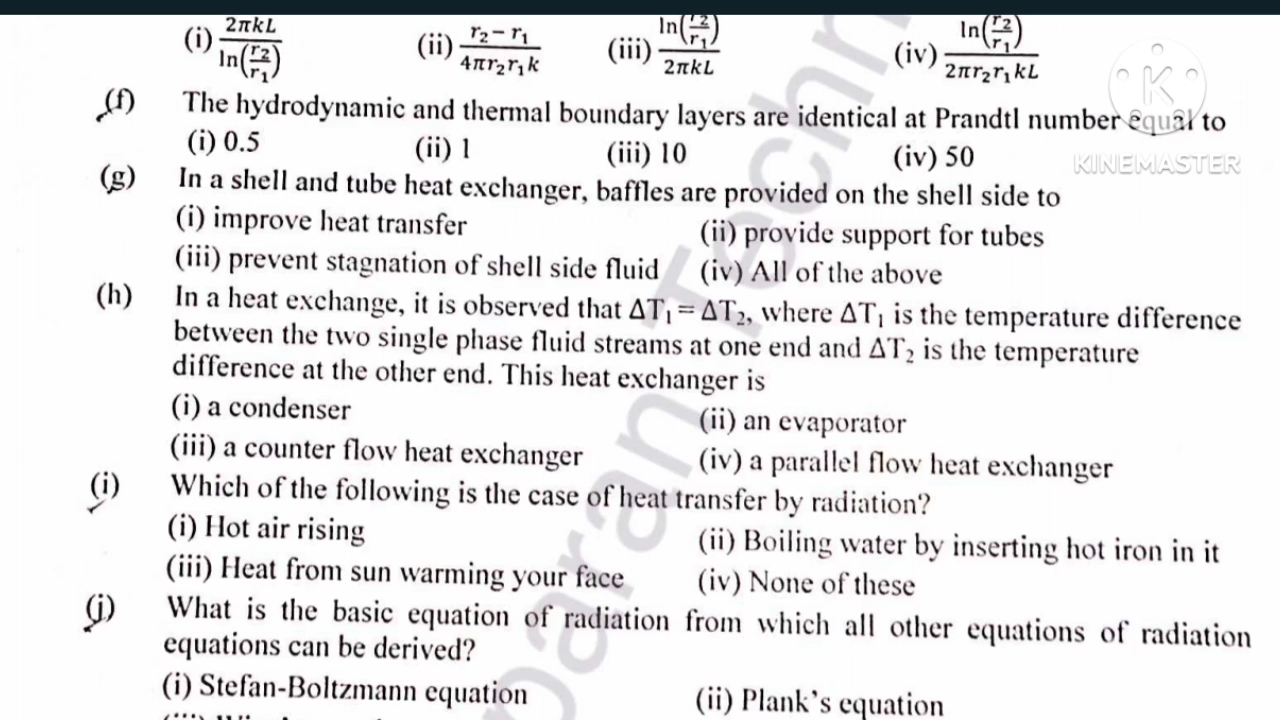 (i) 2πkL / ln(r2/r1) (ii) r2 − r1 / 4πr2r1k (iii) ln(r2/r1) / 2πkL (iv) ln(r2/r1) / 2πr2r1kL
(f) The hydrodynamic and thermal boundary layers are identical at Prandtl number equal to
(i) 0.5 (ii) 1 (iii) 10 (iv) 50
KINEMASTER
(g) In a shell and tube heat exchanger, baffles are provided on the shell side to
(i) improve heat transfer (ii) provide support for tubes
(iii) prevent stagnation of shell side fluid (iv) All of the above
(h) In a heat exchange, it is observed that ΔT1 = ΔT2, where ΔT1 is the temperature difference
between the two single phase fluid streams at one end and ΔT2 is the temperature
difference at the other end. This heat exchanger is
(i) a condenser (ii) an evaporator
(iii) a counter flow heat exchanger (iv) a parallel flow heat exchanger
(i) Which of the following is the case of heat transfer by radiation?
(i) Hot air rising (ii) Boiling water by inserting hot iron in it
(iii) Heat from sun warming your face (iv) None of these
(j) What is the basic equation of radiation from which all other equations of radiation
equations can be derived?
(i) Stefan-Boltzmann equation (ii) Plank's equation